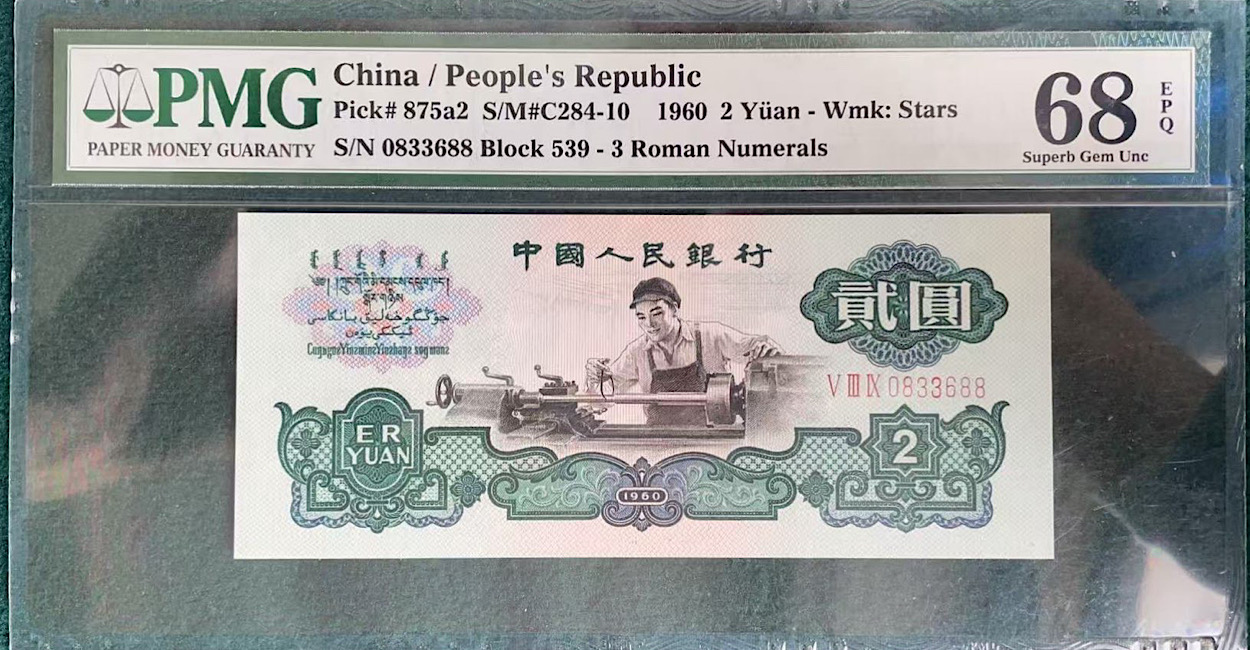 PMG
PAPER MONEY GUARANTY
China / People's Republic
Pick# 875a2 S/M#C284-10 1960 2 Yüan - Wmk: Stars
S/N 0833688 Block 539 - 3 Roman Numerals
68
EPQ
Superb Gem Unc
中國人民銀行
貳圓
VⅢⅨ 0833688
ER
YUAN
1960
2